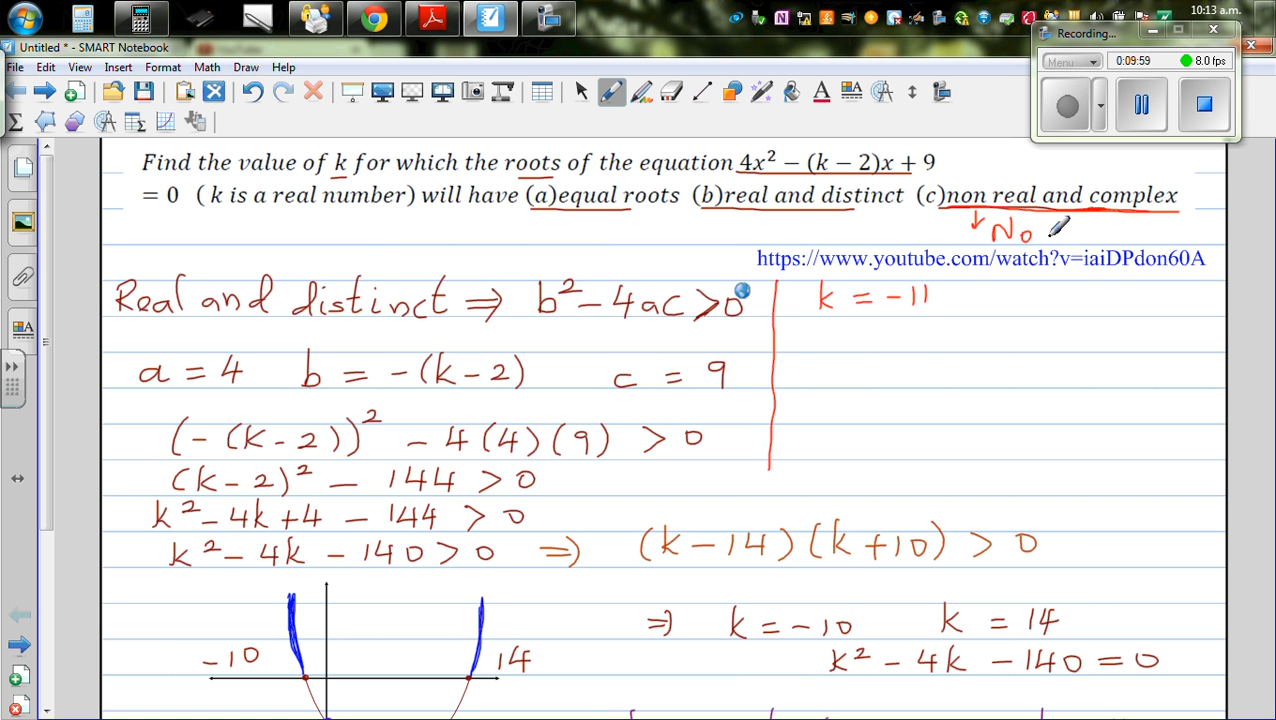 10:13 a.m.
Untitled * - SMART Notebook
Recording...
File Edit View Insert Format Math Draw Help
Menu 0:09:59 8.0 fps
Find the value of k for which the roots of the equation 4x² − (k − 2)x + 9
= 0 ( k is a real number) will have (a)equal roots (b)real and distinct (c)non real and complex
↓ No
https://www.youtube.com/watch?v=iaiDPdon60A
Real and distinct ⇒ b² − 4ac > 0
k = −11
a = 4 b = −(k−2) c = 9
(−(k−2))² − 4(4)(9) > 0
(k−2)² − 144 > 0
k² − 4k + 4 − 144 > 0
k² − 4k − 140 > 0 ⇒ (k−14)(k+10) > 0
⇒ k = −10 k = 14
−10 14 k² − 4k − 140 = 0